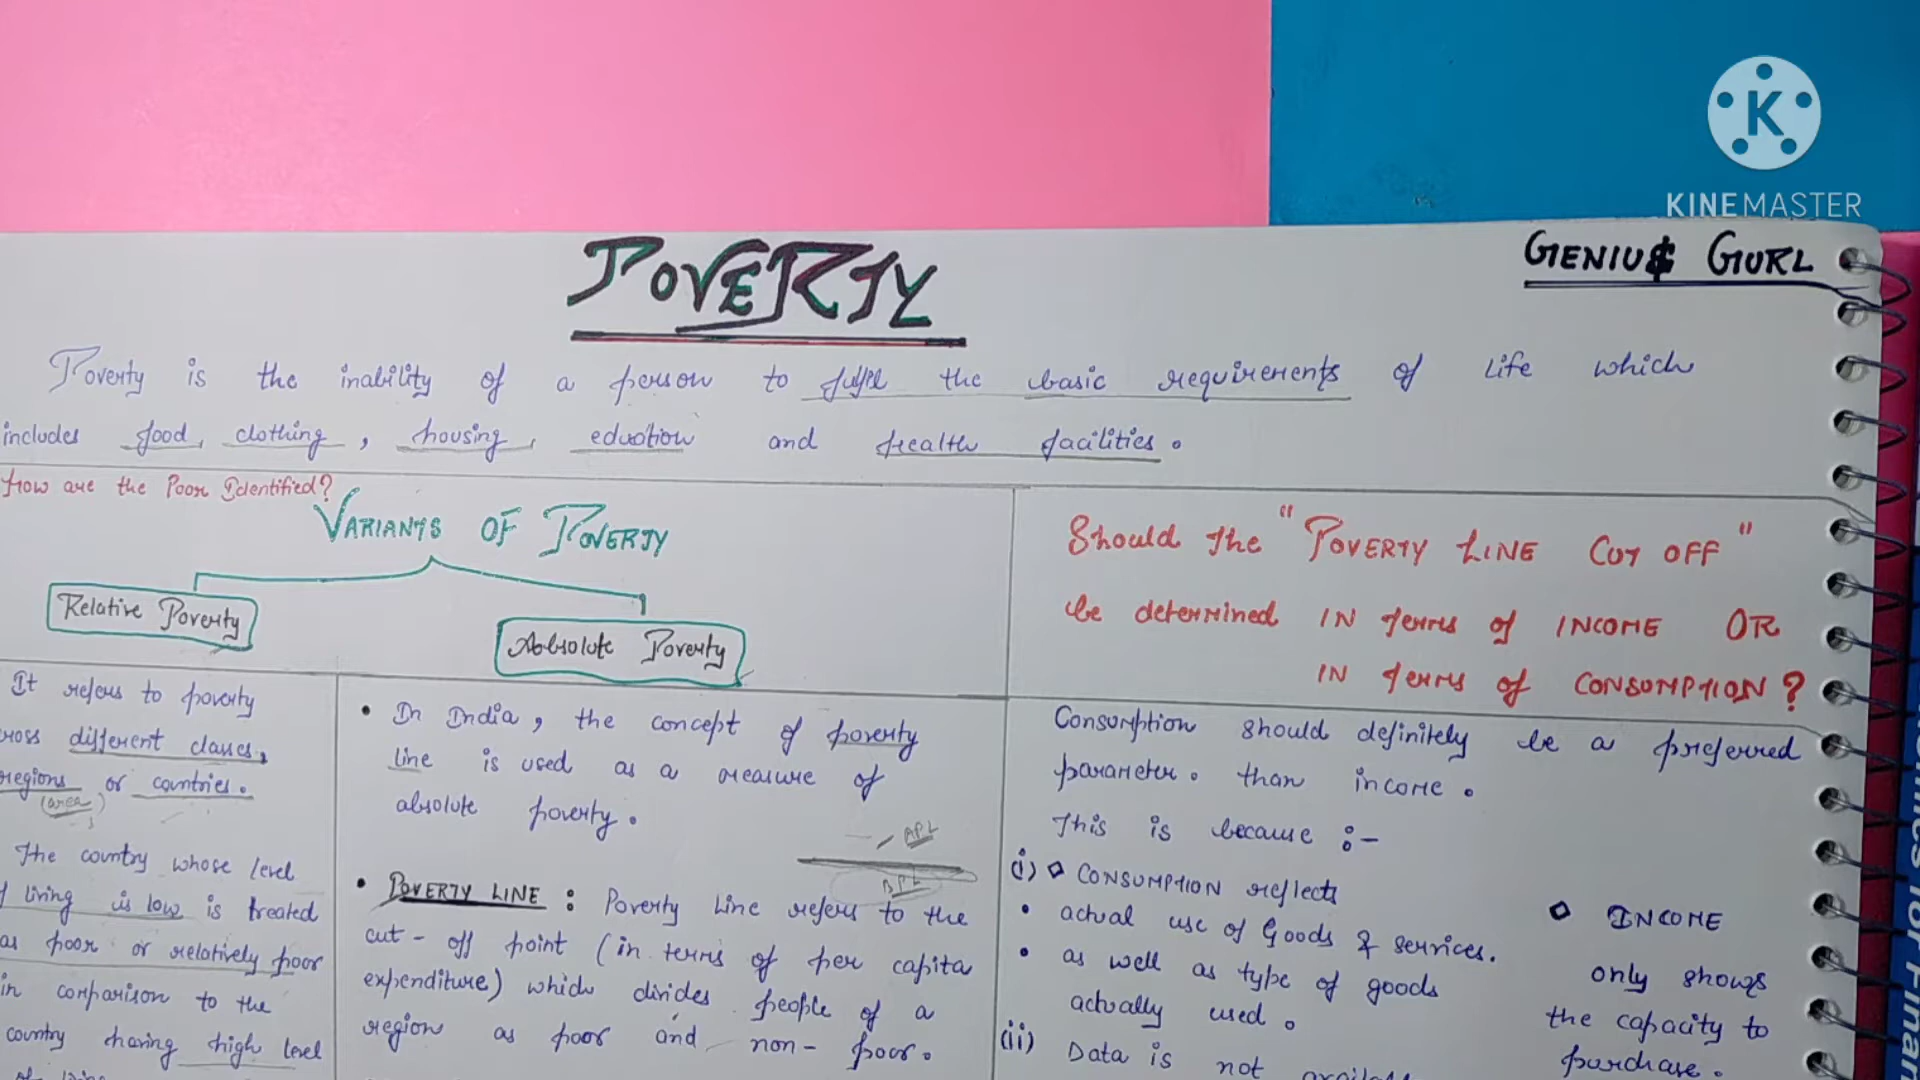 K
KINEMASTER
GENIU$ GURL
POVERTY
Poverty is the inability of a person to fulfil the basic requirements of life which
includes food, clothing, housing, education and health facilities.
How are the Poor Identified?
VARIANTS OF POVERTY
Relative Poverty
Absolute Poverty
It refers to poverty
different classes,
regions or countries.
(area)
The country whose level
living is low is treated
as poor or relatively poor
in comparison to the
country having high level
• In India, the concept of poverty
line is used as a measure of
absolute poverty.
APL
BPL
• POVERTY LINE : Poverty Line refers to the
cut-off point (in terms of per capita
expenditure) which divides people of a
region as poor and non-poor.
Should the "POVERTY LINE CUT OFF"
be determined IN terms of INCOME OR
IN terms of CONSUMPTION?
Consumption should definitely be a preferred
parameter. than income.
This is because :-
(i) ◇ CONSUMPTION reflects
• actual use of Goods & services.
• as well as type of goods
actually used.
(ii) Data is not
◇ INCOME
only shows
the capacity to
purchase.